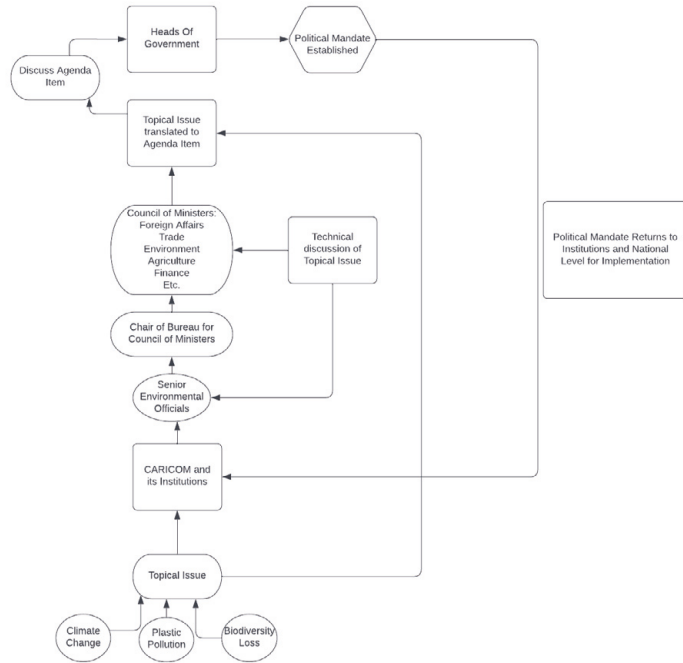 Heads Of
Government
Political Mandate
Established
Discuss Agenda
Item
Topical Issue
translated to
Agenda Item
Council of Ministers:
Foreign Affairs
Trade
Environment
Agriculture
Finance
Etc.
Technical
discussion of
Topical Issue
Political Mandate Returns to
Institutions and National
Level for Implementation
Chair of Bureau for
Council of Ministers
Senior
Environmental
Officials
CARICOM and
its Institutions
Topical Issue
Climate
Change
Plastic
Pollution
Biodiversity
Loss